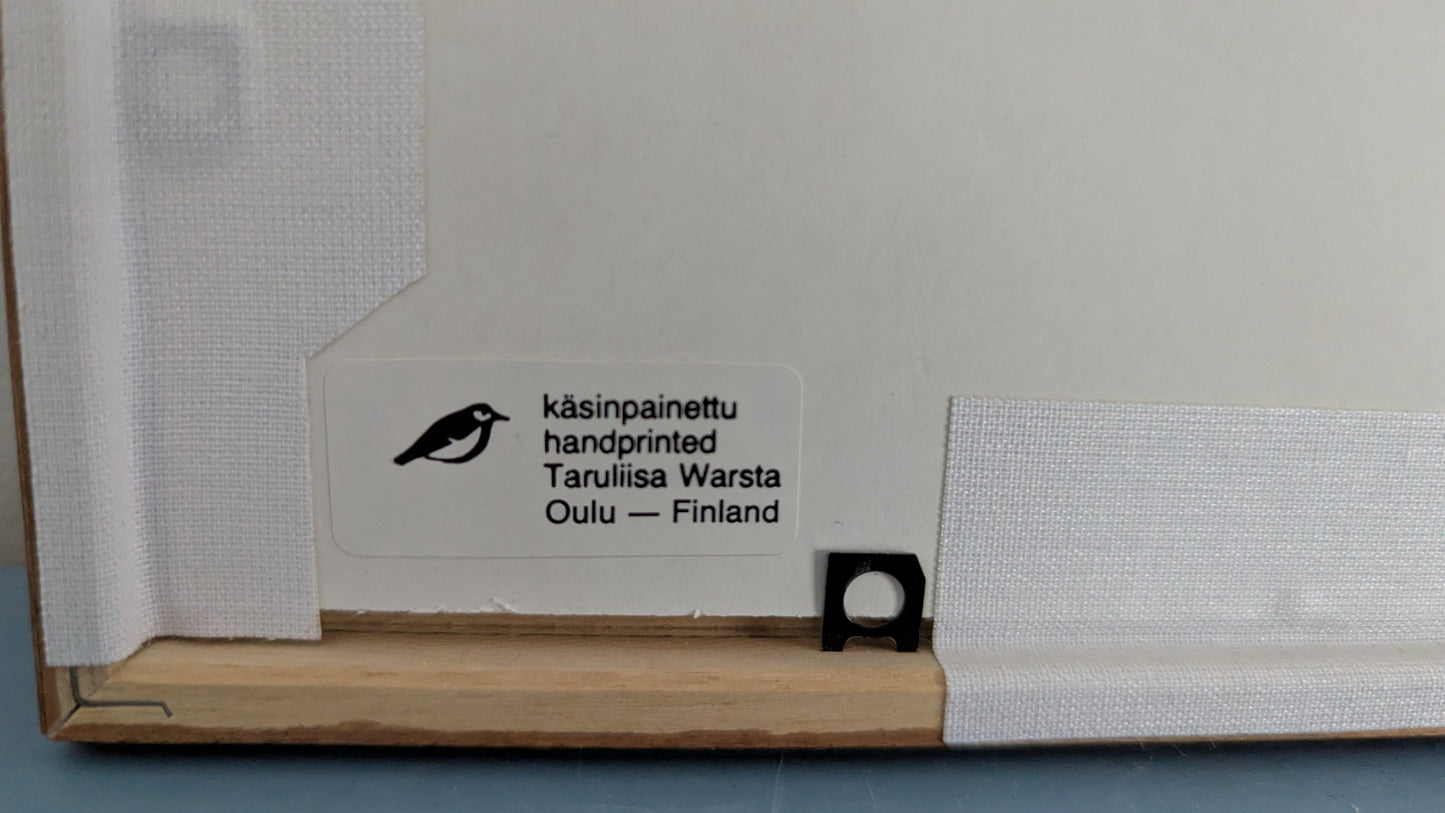 käsinpainettu
handprinted
Taruliisa Warsta
Oulu — Finland